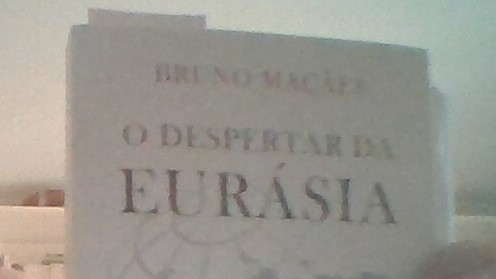 BRUNO MAÇÃES
O DESPERTAR DA
EURÁSIA